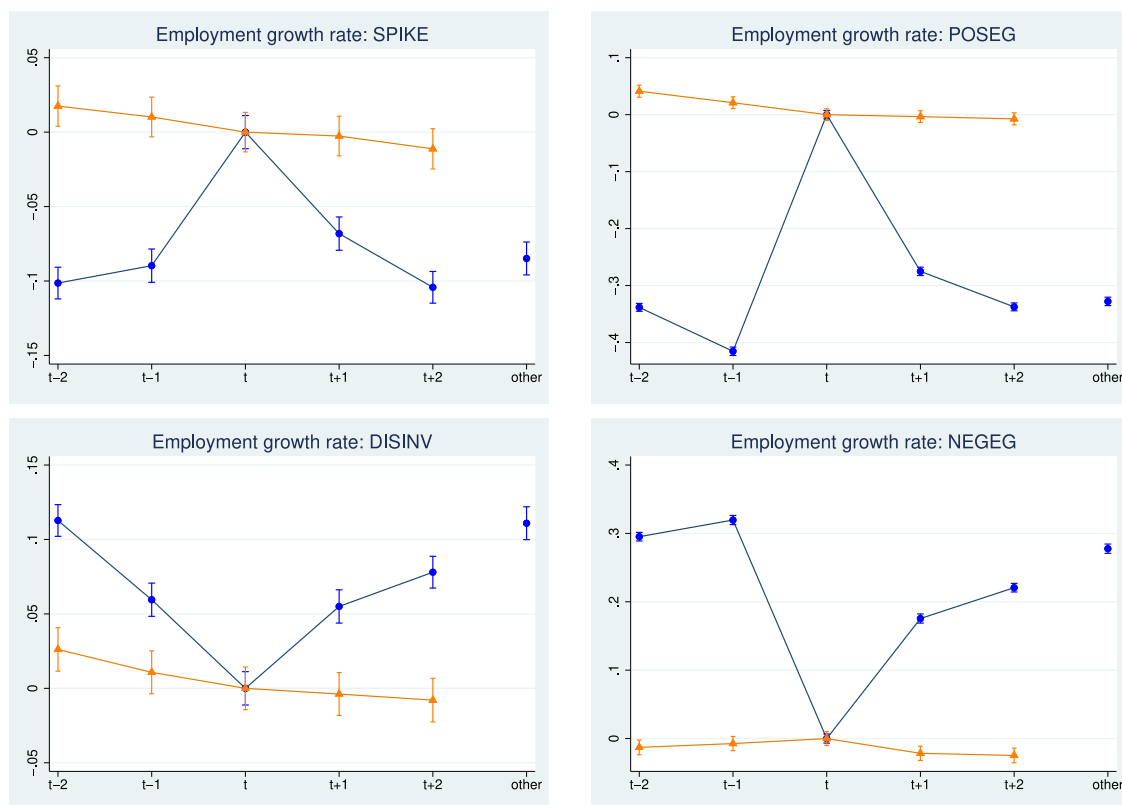 Employment growth rate: SPIKE
.05
0
−.05
−.1
−.15
t−2 t−1 t t+1 t+2 other
Employment growth rate: POSEG
.1
0
−.1
−.2
−.3
−.4
t−2 t−1 t t+1 t+2 other
Employment growth rate: DISINV
.15
.1
.05
0
−.05
t−2 t−1 t t+1 t+2 other
Employment growth rate: NEGEG
.4
.3
.2
.1
0
t−2 t−1 t t+1 t+2 other